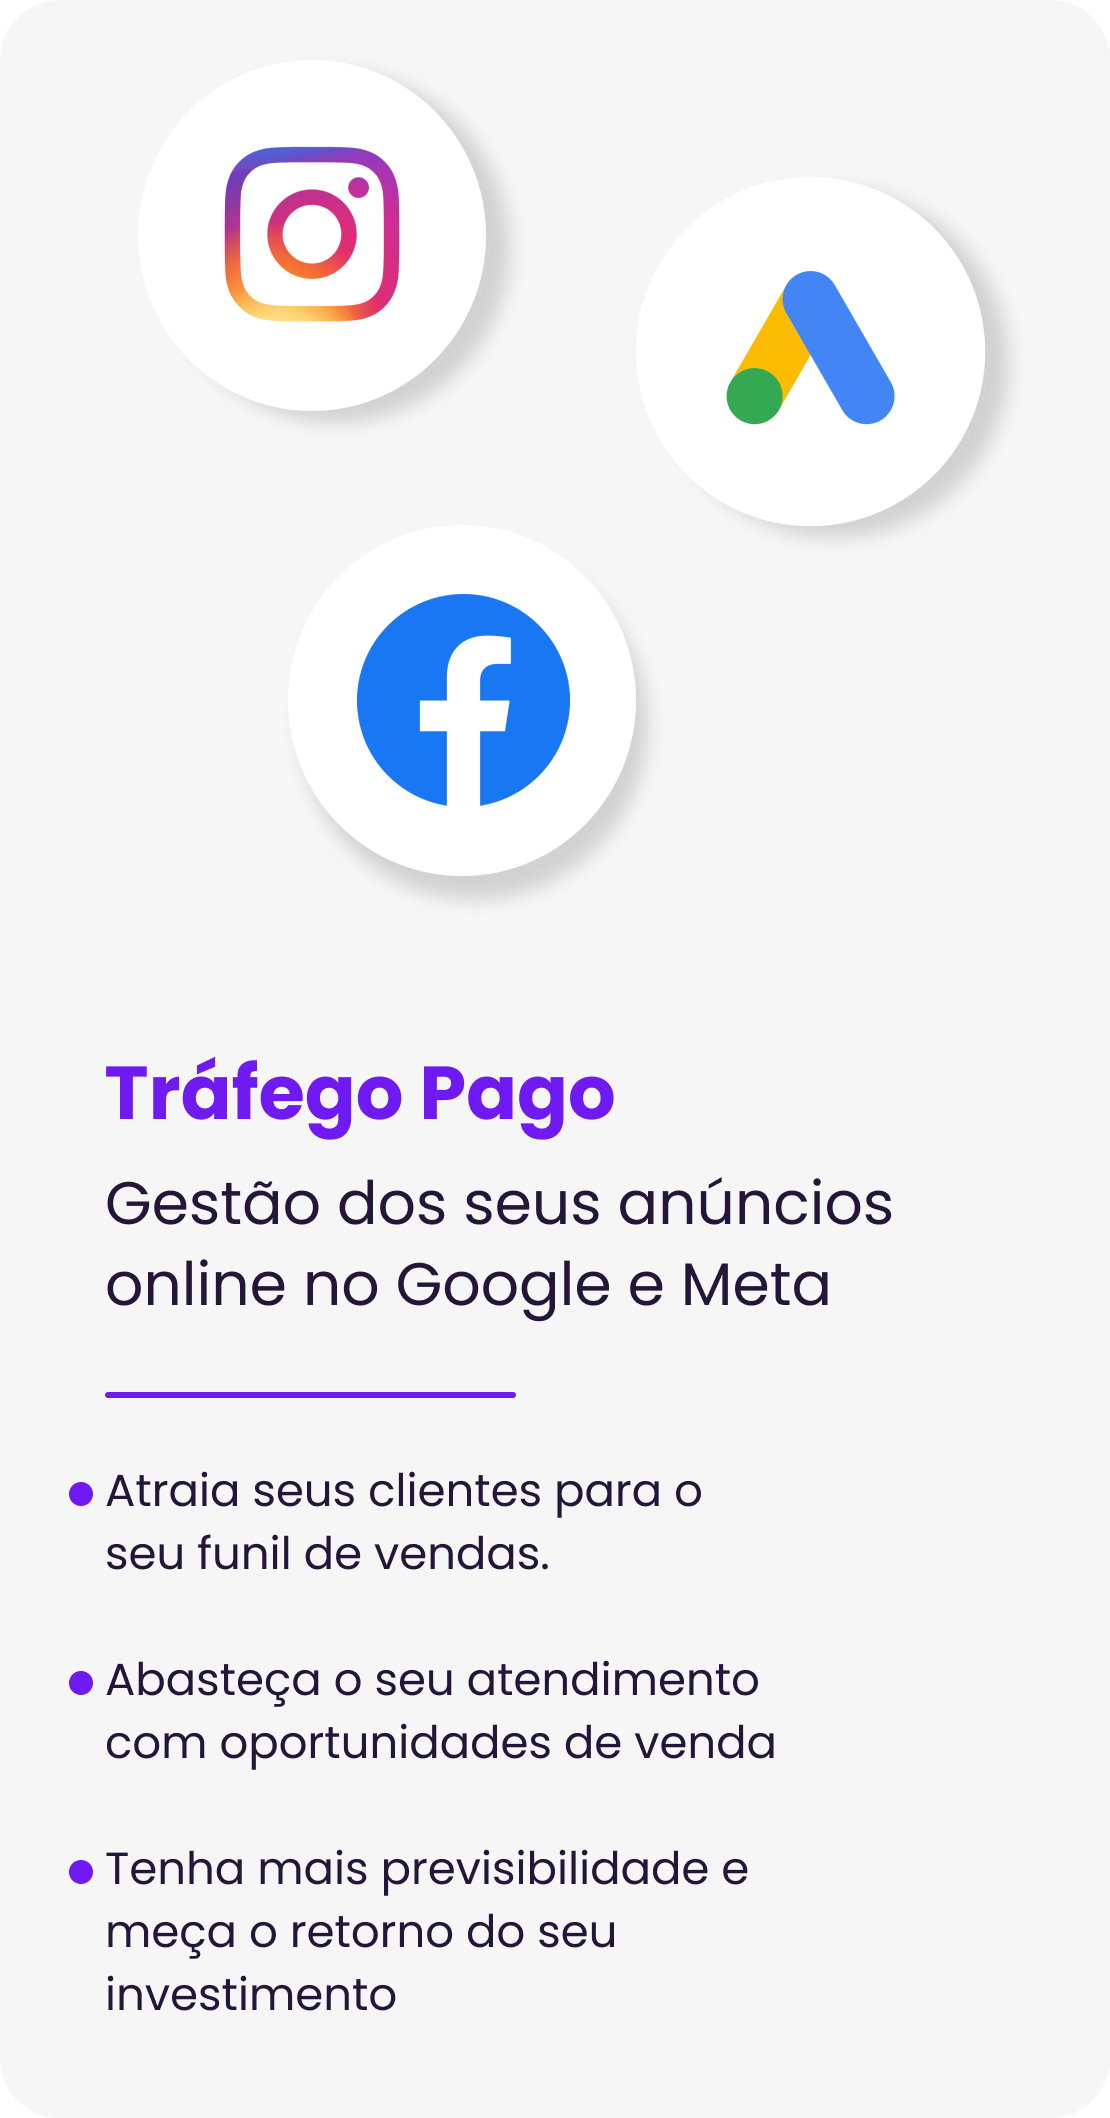 Tráfego Pago
Gestão dos seus anúncios
online no Google e Meta
Atraia seus clientes para o
seu funil de vendas.
Abasteça o seu atendimento
com oportunidades de venda
Tenha mais previsibilidade e
meça o retorno do seu
investimento